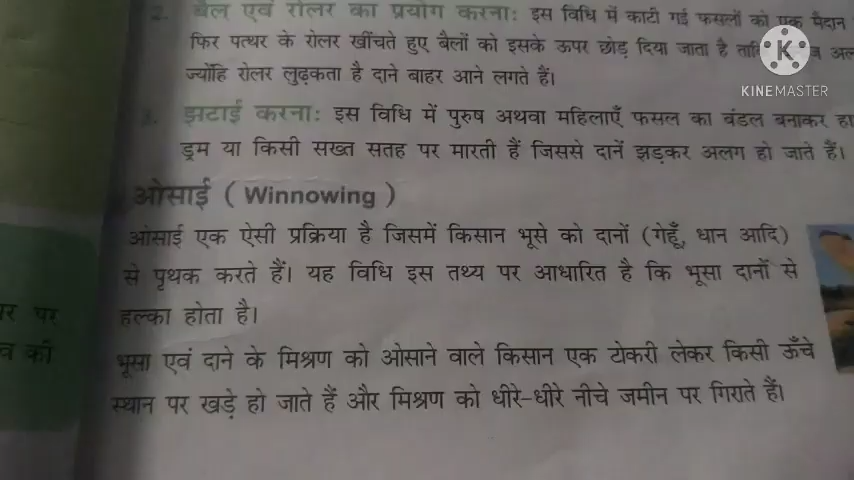 2. बैल एवं रोलर का प्रयोग करना: इस विधि में काटी गई फसलों को एक मैदान
फिर पत्थर के रोलर खींचते हुए बैलों को इसके ऊपर छोड़ दिया जाता है
ज्योंहि रोलर लुढ़कता है दाने बाहर आने लगते हैं।
KINEMASTER
झटाई करना: इस विधि में पुरुष अथवा महिलाएँ फसल का बंडल बनाकर
ड्रम या किसी सख्त सतह पर मारती हैं जिससे दानें झड़कर अलग हो जाते हैं।
ओसाई ( Winnowing )
ओसाई एक ऐसी प्रक्रिया है जिसमें किसान भूसे को दानों (गेहूँ, धान आदि)
से पृथक करते हैं। यह विधि इस तथ्य पर आधारित है कि भूसा दानों से
हल्का होता है।
पर
की
भूसा एवं दाने के मिश्रण को ओसाने वाले किसान एक टोकरी लेकर किसी ऊँचे
स्थान पर खड़े हो जाते हैं और मिश्रण को धीरे-धीरे नीचे जमीन पर गिराते हैं।